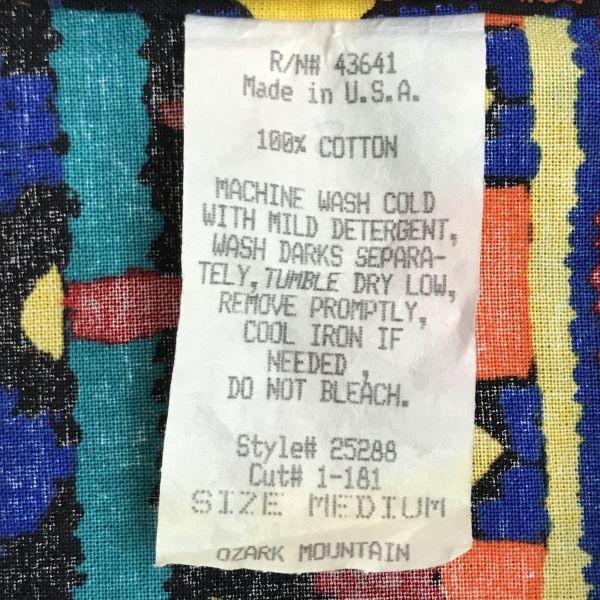 R/N# 43641
Made in U.S.A.
100% COTTON
MACHINE WASH COLD
WITH MILD DETERGENT,
WASH DARKS SEPARA-
TELY, TUMBLE DRY LOW,
REMOVE PROMPTLY,
COOL IRON IF
NEEDED ,
DO NOT BLEACH.
Style# 25288
Cut# 1-181
SIZE MEDIUM
OZARK MOUNTAIN